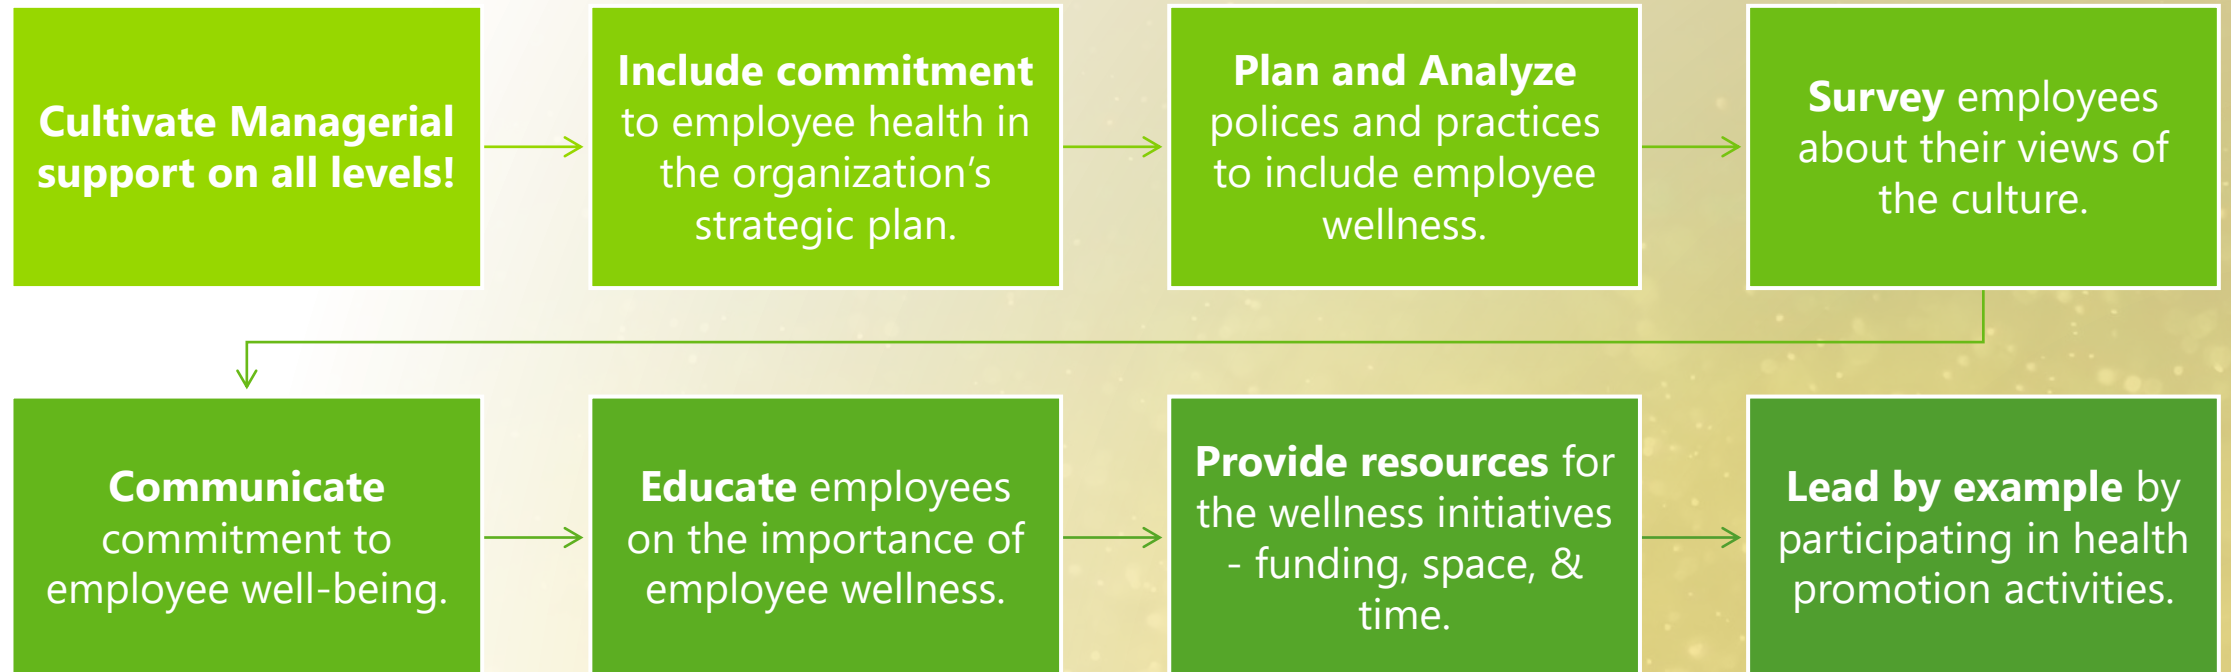 Cultivate Managerial
support on all levels!
Include commitment
to employee health in
the organization’s
strategic plan.
Plan and Analyze
polices and practices
to include employee
wellness.
Survey employees
about their views of
the culture.
Communicate
commitment to
employee well-being.
Educate employees
on the importance of
employee wellness.
Provide resources for
the wellness initiatives
- funding, space, &
time.
Lead by example by
participating in health
promotion activities.